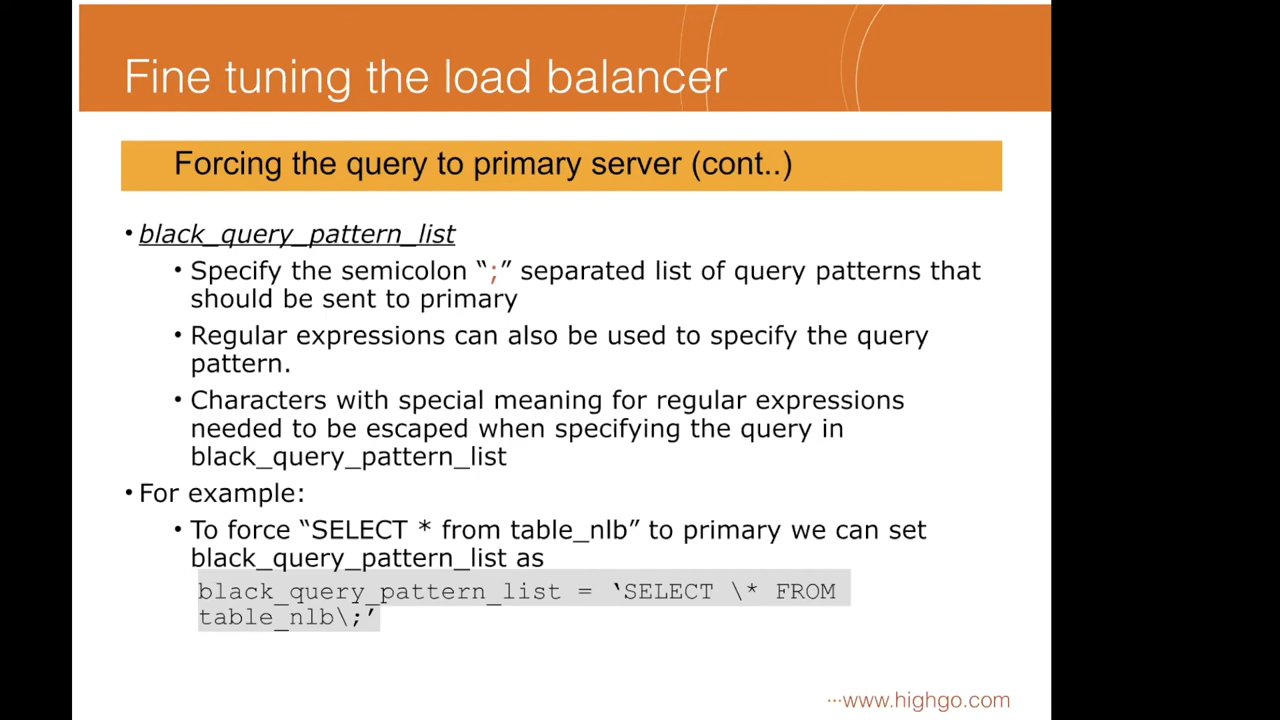 Fine tuning the load balancer
Forcing the query to primary server (cont..)
• black_query_pattern_list
• Specify the semicolon “;” separated list of query patterns that
should be sent to primary
• Regular expressions can also be used to specify the query
pattern.
• Characters with special meaning for regular expressions
needed to be escaped when specifying the query in
black_query_pattern_list
• For example:
• To force “SELECT * from table_nlb” to primary we can set
black_query_pattern_list as
black_query_pattern_list = ‘SELECT \* FROM
table_nlb\;’
···www.highgo.com